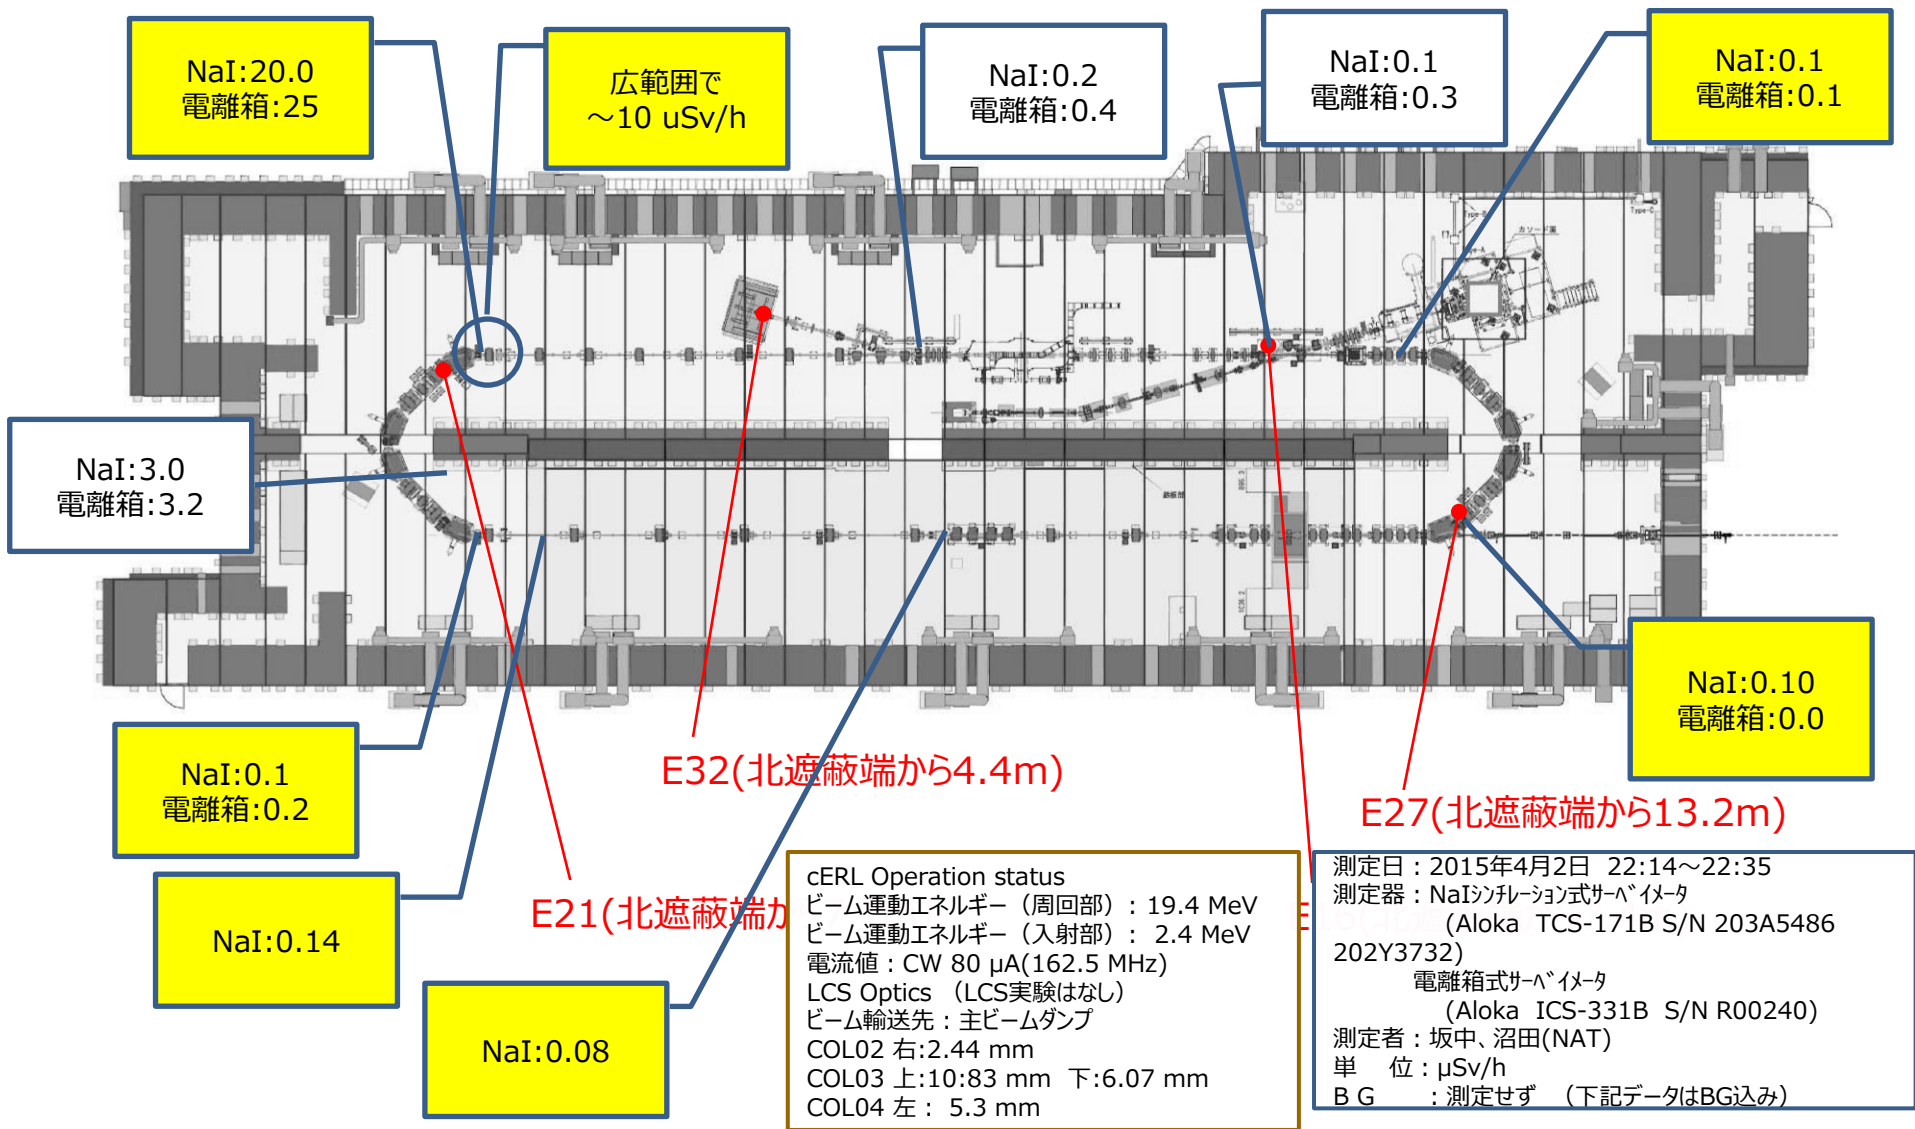 NaI:20.0
電離箱:25
広範囲で
～10 uSv/h
NaI:0.2
電離箱:0.4
NaI:0.1
電離箱:0.3
NaI:0.1
電離箱:0.1
Type-B
Type-C
カソード源
NaI:3.0
電離箱:3.2
鉄板部
NaI:0.1
電離箱:0.2
NaI:0.14
NaI:0.08
NaI:0.10
電離箱:0.0
E32(北遮蔽端から4.4m)
E27(北遮蔽端から13.2m)
E21(北遮蔽端か
cERL Operation status
ビーム運動エネルギー（周回部）: 19.4 MeV
ビーム運動エネルギー（入射部）: 2.4 MeV
電流値 : CW 80 μA(162.5 MHz)
LCS Optics （LCS実験はなし）
ビーム輸送先 : 主ビームダンプ
COL02 右:2.44 mm
COL03 上:10:83 mm 下:6.07 mm
COL04 左 : 5.3 mm
測定日 : 2015年4月2日 22:14～22:35
測定器 : NaIｼﾝﾁﾚｰｼｮﾝ式ｻｰﾍﾞｲﾒｰﾀ
(Aloka TCS-171B S/N 203A5486
202Y3732)
電離箱式ｻｰﾍﾞｲﾒｰﾀ
(Aloka ICS-331B S/N R00240)
測定者 : 坂中、沼田(NAT)
単 位 : μSv/h
B G : 測定せず （下記データはBG込み）